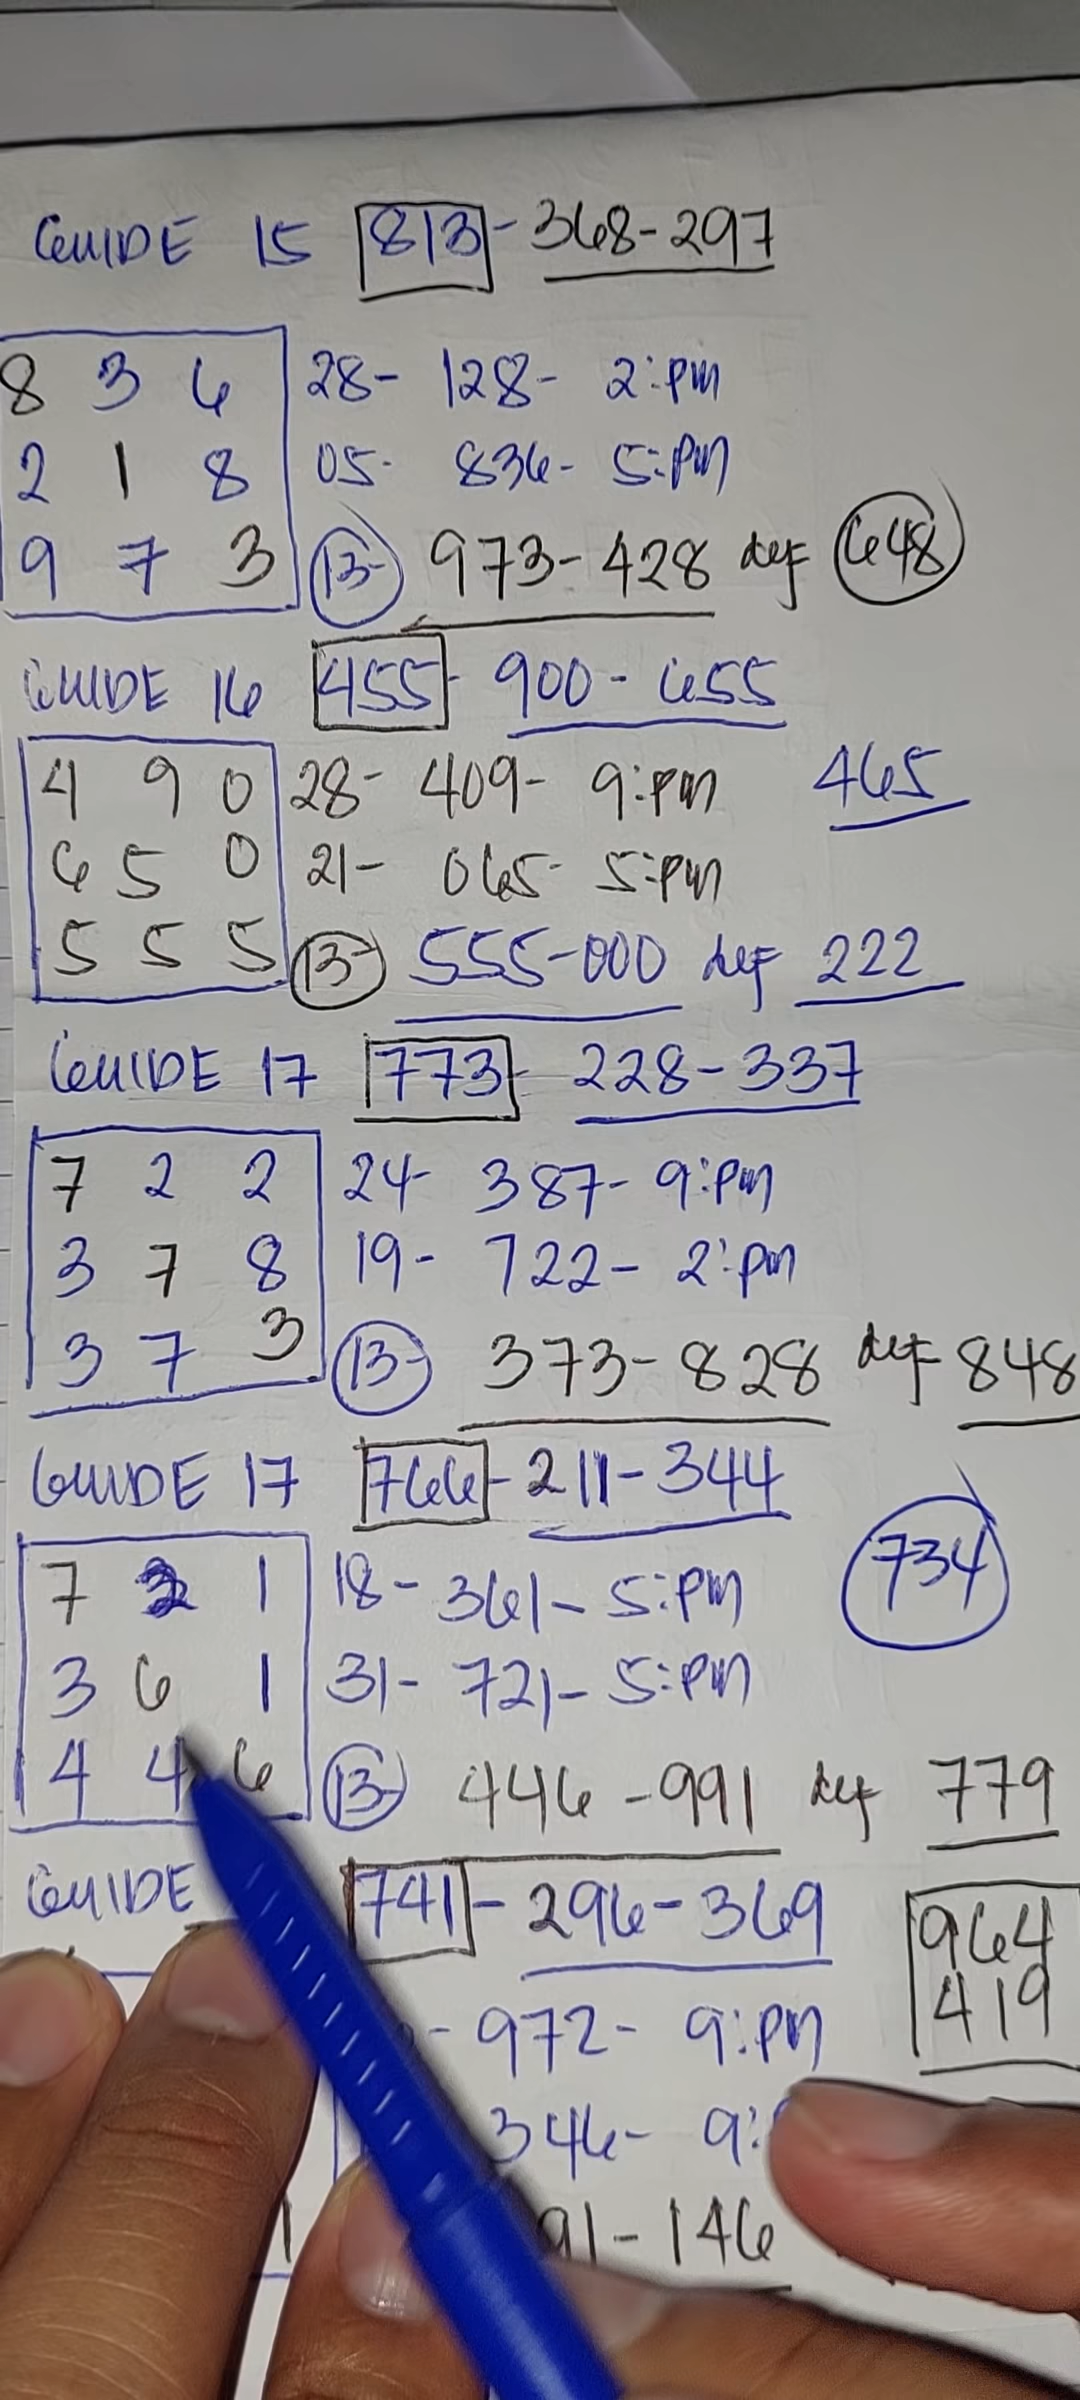 GUIDE 15 813 - 368 - 297
8 3 6 28- 128- 2:pm
2 1 8 05- 836- 5:pm
9 7 3 13- 973-428 def 648
GUIDE 16 455 - 900 - 655
4 9 0 28- 409- 9:pm 465
6 5 0 21- 065- 5:pm
5 5 5 13- 555-000 def 222
GUIDE 17 773 - 228-337
7 2 2 24- 387- 9:pm
3 7 8 19- 722- 2:pm
3 7 3 13- 373-828 def 848
GUIDE 17 766 - 211-344
7 2 1 18- 361- 5:pm 734
3 6 1 31- 721- 5:pm
4 4 6 13- 446-991 def 779
GUIDE 741 - 296-369
964
- 972- 9:pm 419
346- 9:
91-146